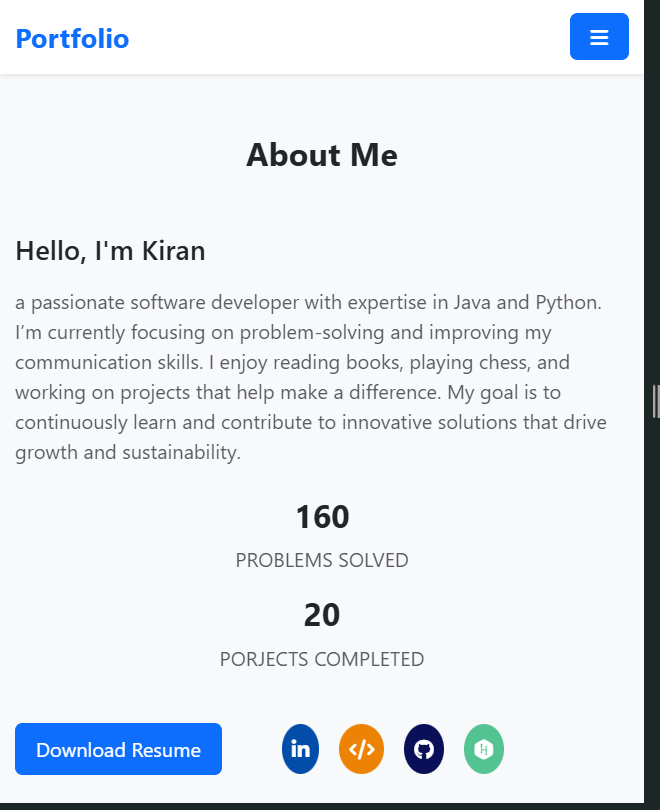 Portfolio
About Me
Hello, I'm Kiran
a passionate software developer with expertise in Java and Python.
I’m currently focusing on problem-solving and improving my
communication skills. I enjoy reading books, playing chess, and
working on projects that help make a difference. My goal is to
continuously learn and contribute to innovative solutions that drive
growth and sustainability.
160
PROBLEMS SOLVED
20
PORJECTS COMPLETED
Download Resume in </> H